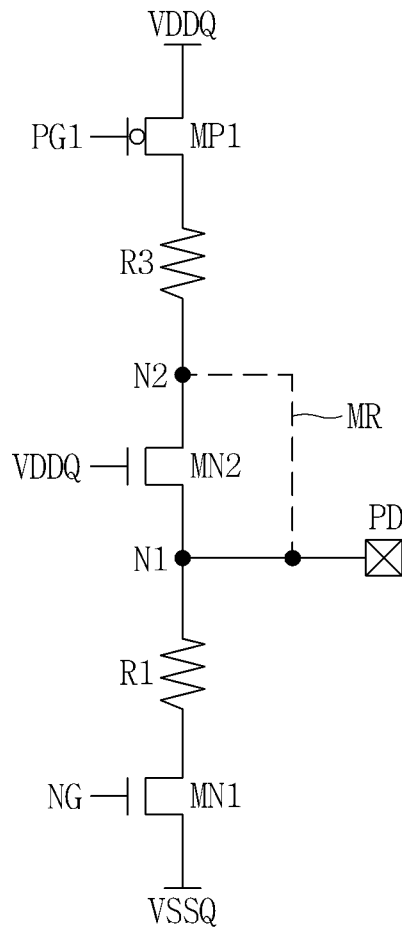 VDDQ
PG1
MP1
R3
N2
MR
VDDQ
MN2
PD
N1
R1
NG
MN1
VSSQ